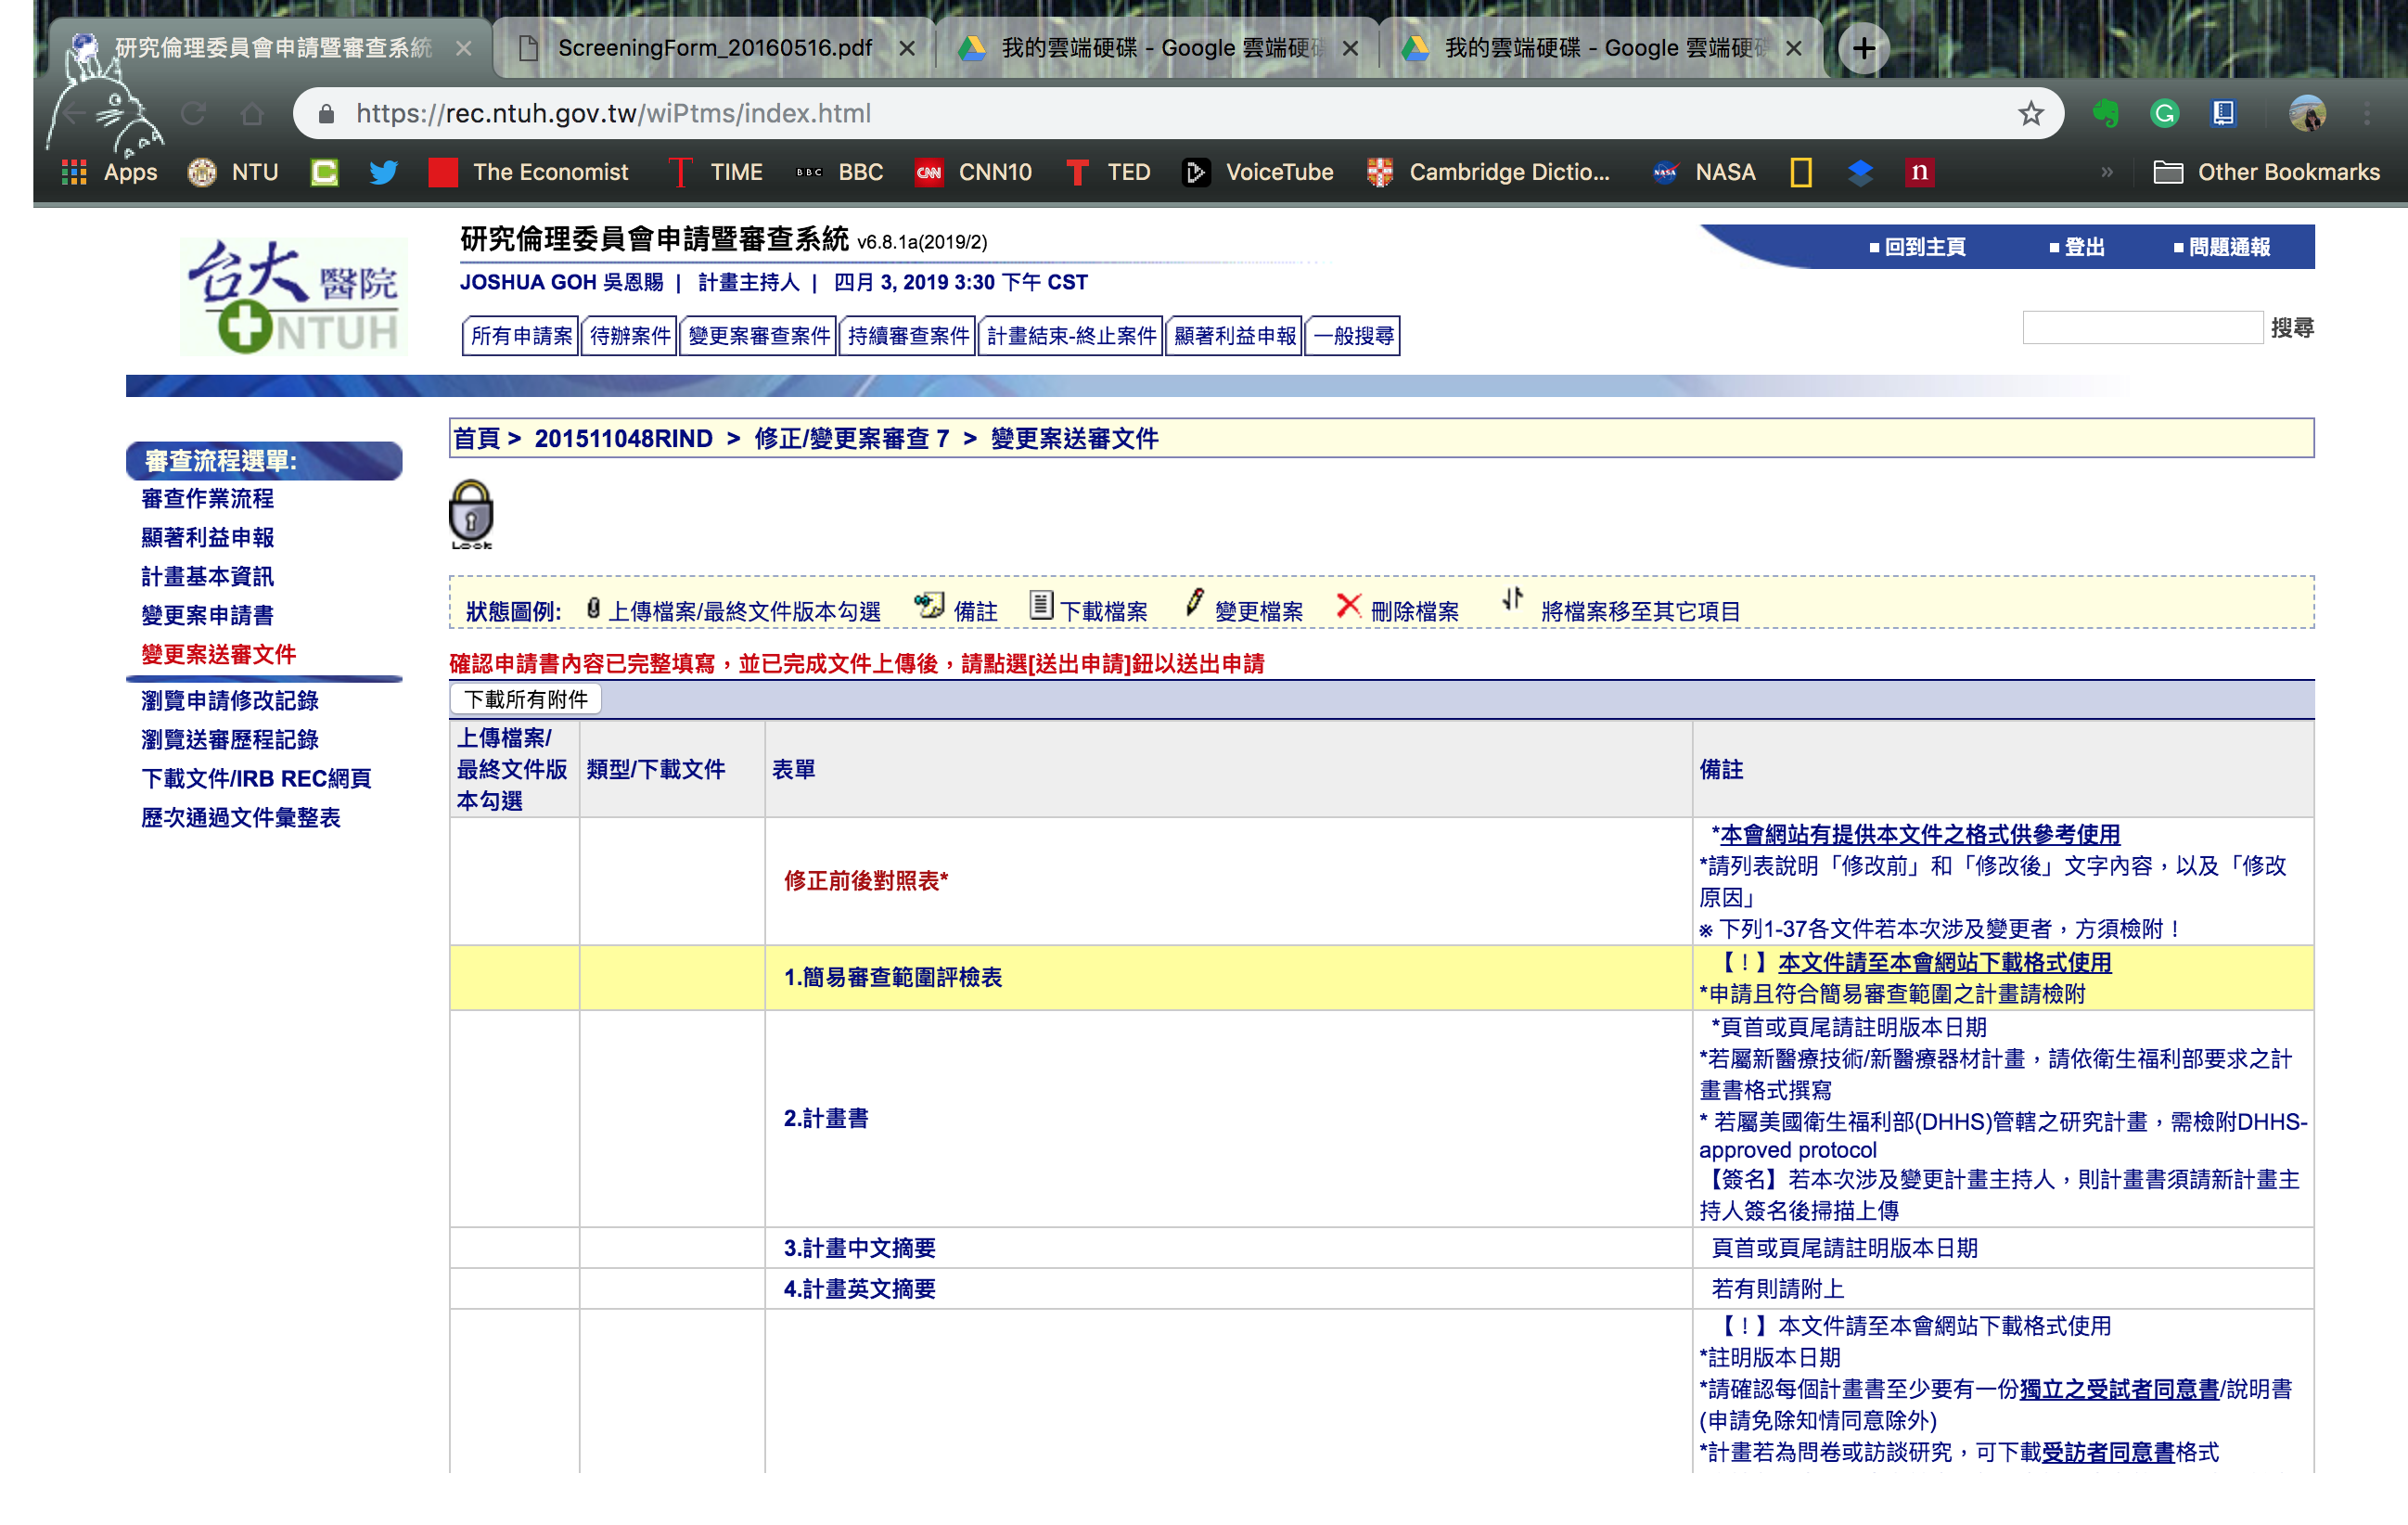 研究倫理委員會申請暨審查系統
ScreeningForm_20160516.pdf
我的雲端硬碟 - Google 雲端硬碟
我的雲端硬碟 - Google 雲端硬碟
https://rec.ntuh.gov.tw/wiPtms/index.html
Apps NTU The Economist TIME BBC BBC CNN CNN10 TED VoiceTube Cambridge Dictio... NASA NASA n » Other Bookmarks
台大醫院
NTUH
研究倫理委員會申請暨審查系統 v6.8.1a(2019/2)
回到主頁 登出 問題通報
JOSHUA GOH 吳恩賜 | 計畫主持人 | 四月 3, 2019 3:30 下午 CST
所有申請案 待辦案件 變更案審查案件 持續審查案件 計畫結束-終止案件 顯著利益申報 一般搜尋
搜尋
首頁 > 201511048RIND > 修正/變更案審查 7 > 變更案送審文件
審查流程選單:
審查作業流程
顯著利益申報
計畫基本資訊
變更案申請書
變更案送審文件
瀏覽申請修改記錄
瀏覽送審歷程記錄
下載文件/IRB REC網頁
歷次通過文件彙整表
Lock
狀態圖例: 上傳檔案/最終文件版本勾選 備註 下載檔案 變更檔案 刪除檔案 將檔案移至其它項目
確認申請書內容已完整填寫，並已完成文件上傳後，請點選[送出申請]鈕以送出申請
下載所有附件
上傳檔案/
最終文件版
本勾選
類型/下載文件
表單
備註
修正前後對照表*
*本會網站有提供本文件之格式供參考使用
*請列表說明「修改前」和「修改後」文字內容，以及「修改
原因」
※ 下列1-37各文件若本次涉及變更者，方須檢附！
1.簡易審查範圍評檢表
【！】本文件請至本會網站下載格式使用
*申請且符合簡易審查範圍之計畫請檢附
2.計畫書
*頁首或頁尾請註明版本日期
*若屬新醫療技術/新醫療器材計畫，請依衛生福利部要求之計
畫書格式撰寫
* 若屬美國衛生福利部(DHHS)管轄之研究計畫，需檢附DHHS-
approved protocol
【簽名】若本次涉及變更計畫主持人，則計畫書須請新計畫主
持人簽名後掃描上傳
3.計畫中文摘要
頁首或頁尾請註明版本日期
4.計畫英文摘要
若有則請附上
【！】本文件請至本會網站下載格式使用
*註明版本日期
*請確認每個計畫書至少要有一份獨立之受試者同意書/說明書
(申請免除知情同意除外)
*計畫若為問卷或訪談研究，可下載受訪者同意書格式